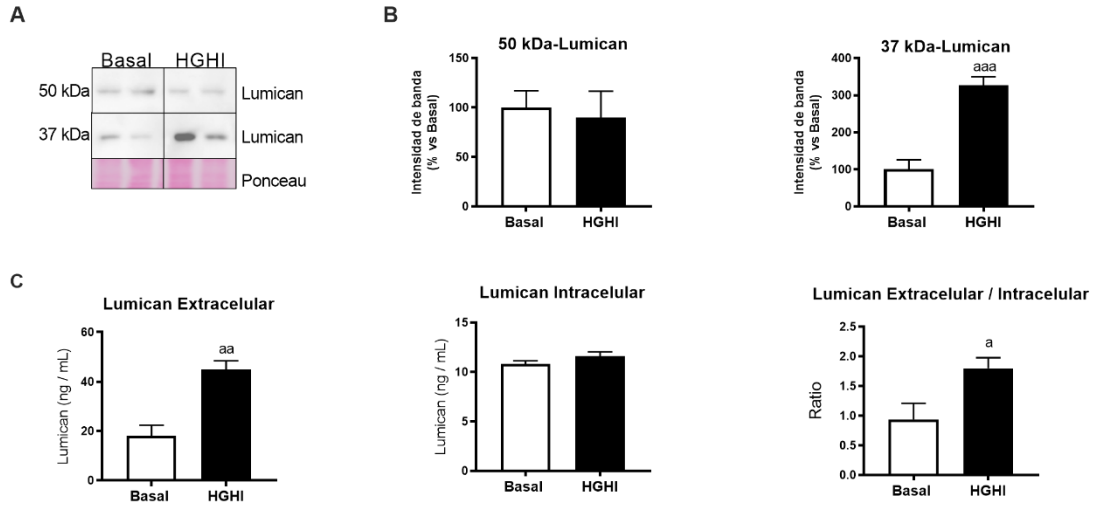 A
Basal HGHI
50 kDa Lumican
37 kDa Lumican
Ponceau
B
50 kDa-Lumican
Intensidad de banda
(% vs Basal)
150
100
50
0
Basal HGHI
37 kDa-Lumican
aaa
Intensidad de banda
(% vs Basal)
400
300
200
100
0
Basal HGHI
C
Lumican Extracelular
aa
Lumican (ng / mL)
60
40
20
0
Basal HGHI
Lumican Intracelular
Lumican (ng / mL)
15
10
5
0
Basal HGHI
Lumican Extracelular / Intracelular
a
Ratio
2.5
2.0
1.5
1.0
0.5
0.0
Basal HGHI